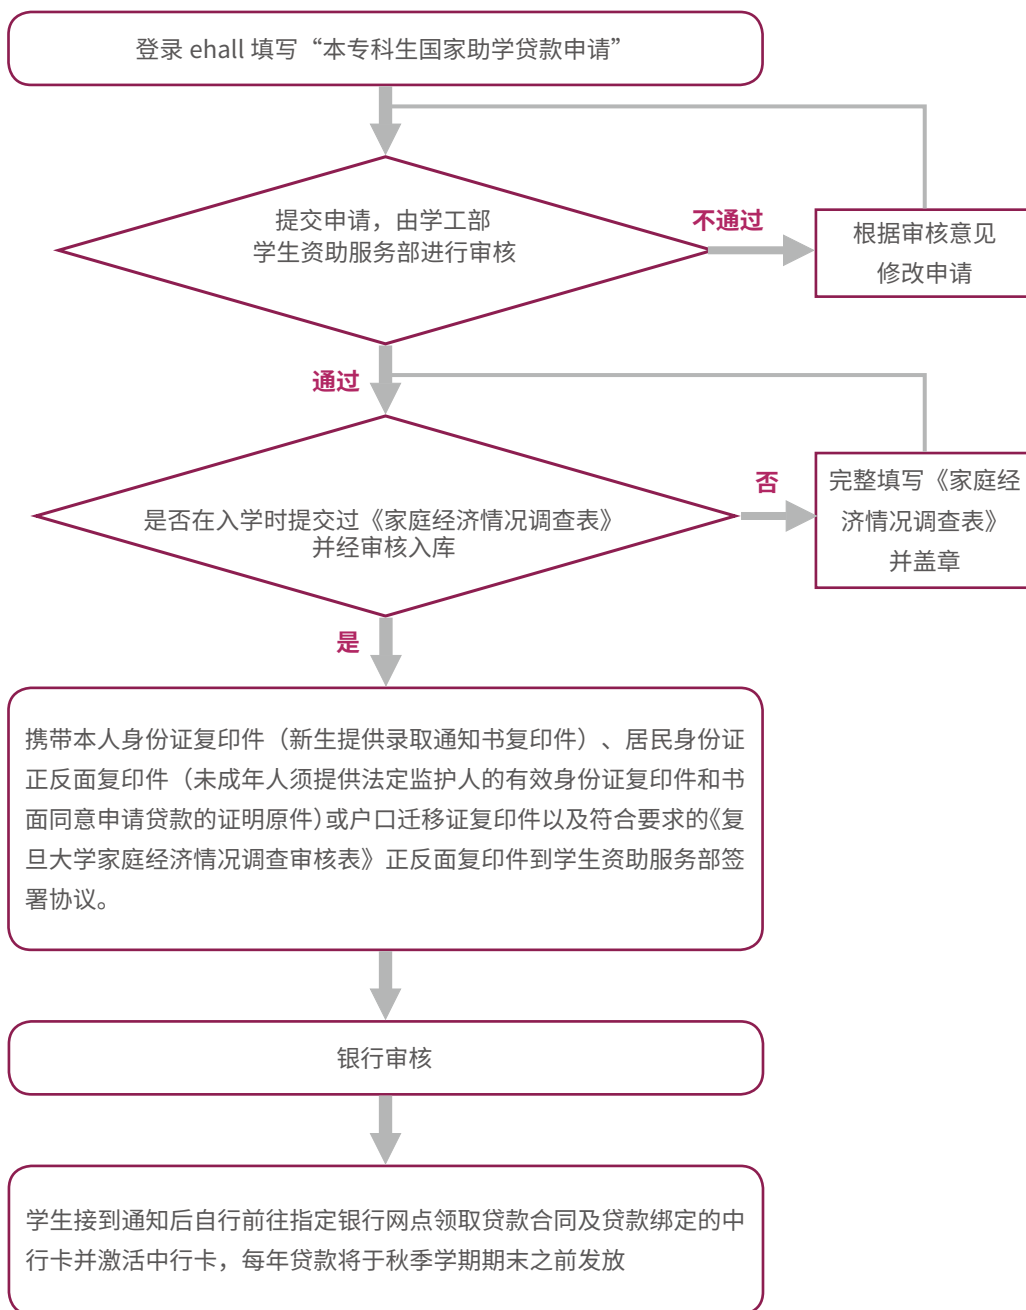 登录 ehall 填写“本专科生国家助学贷款申请”
提交申请，由学工部
学生资助服务部进行审核
不通过
根据审核意见
修改申请
通过
是否在入学时提交过《家庭经济情况调查表》
并经审核入库
否
完整填写《家庭经
济情况调查表》
并盖章
是
携带本人身份证复印件（新生提供录取通知书复印件）、居民身份证
正反面复印件（未成年人须提供法定监护人的有效身份证复印件和书
面同意申请贷款的证明原件）或户口迁移证复印件以及符合要求的《复
旦大学家庭经济情况调查审核表》正反面复印件到学生资助服务部签
署协议。
银行审核
学生接到通知后自行前往指定银行网点领取贷款合同及贷款绑定的中
行卡并激活中行卡，每年贷款将于秋季学期期末之前发放